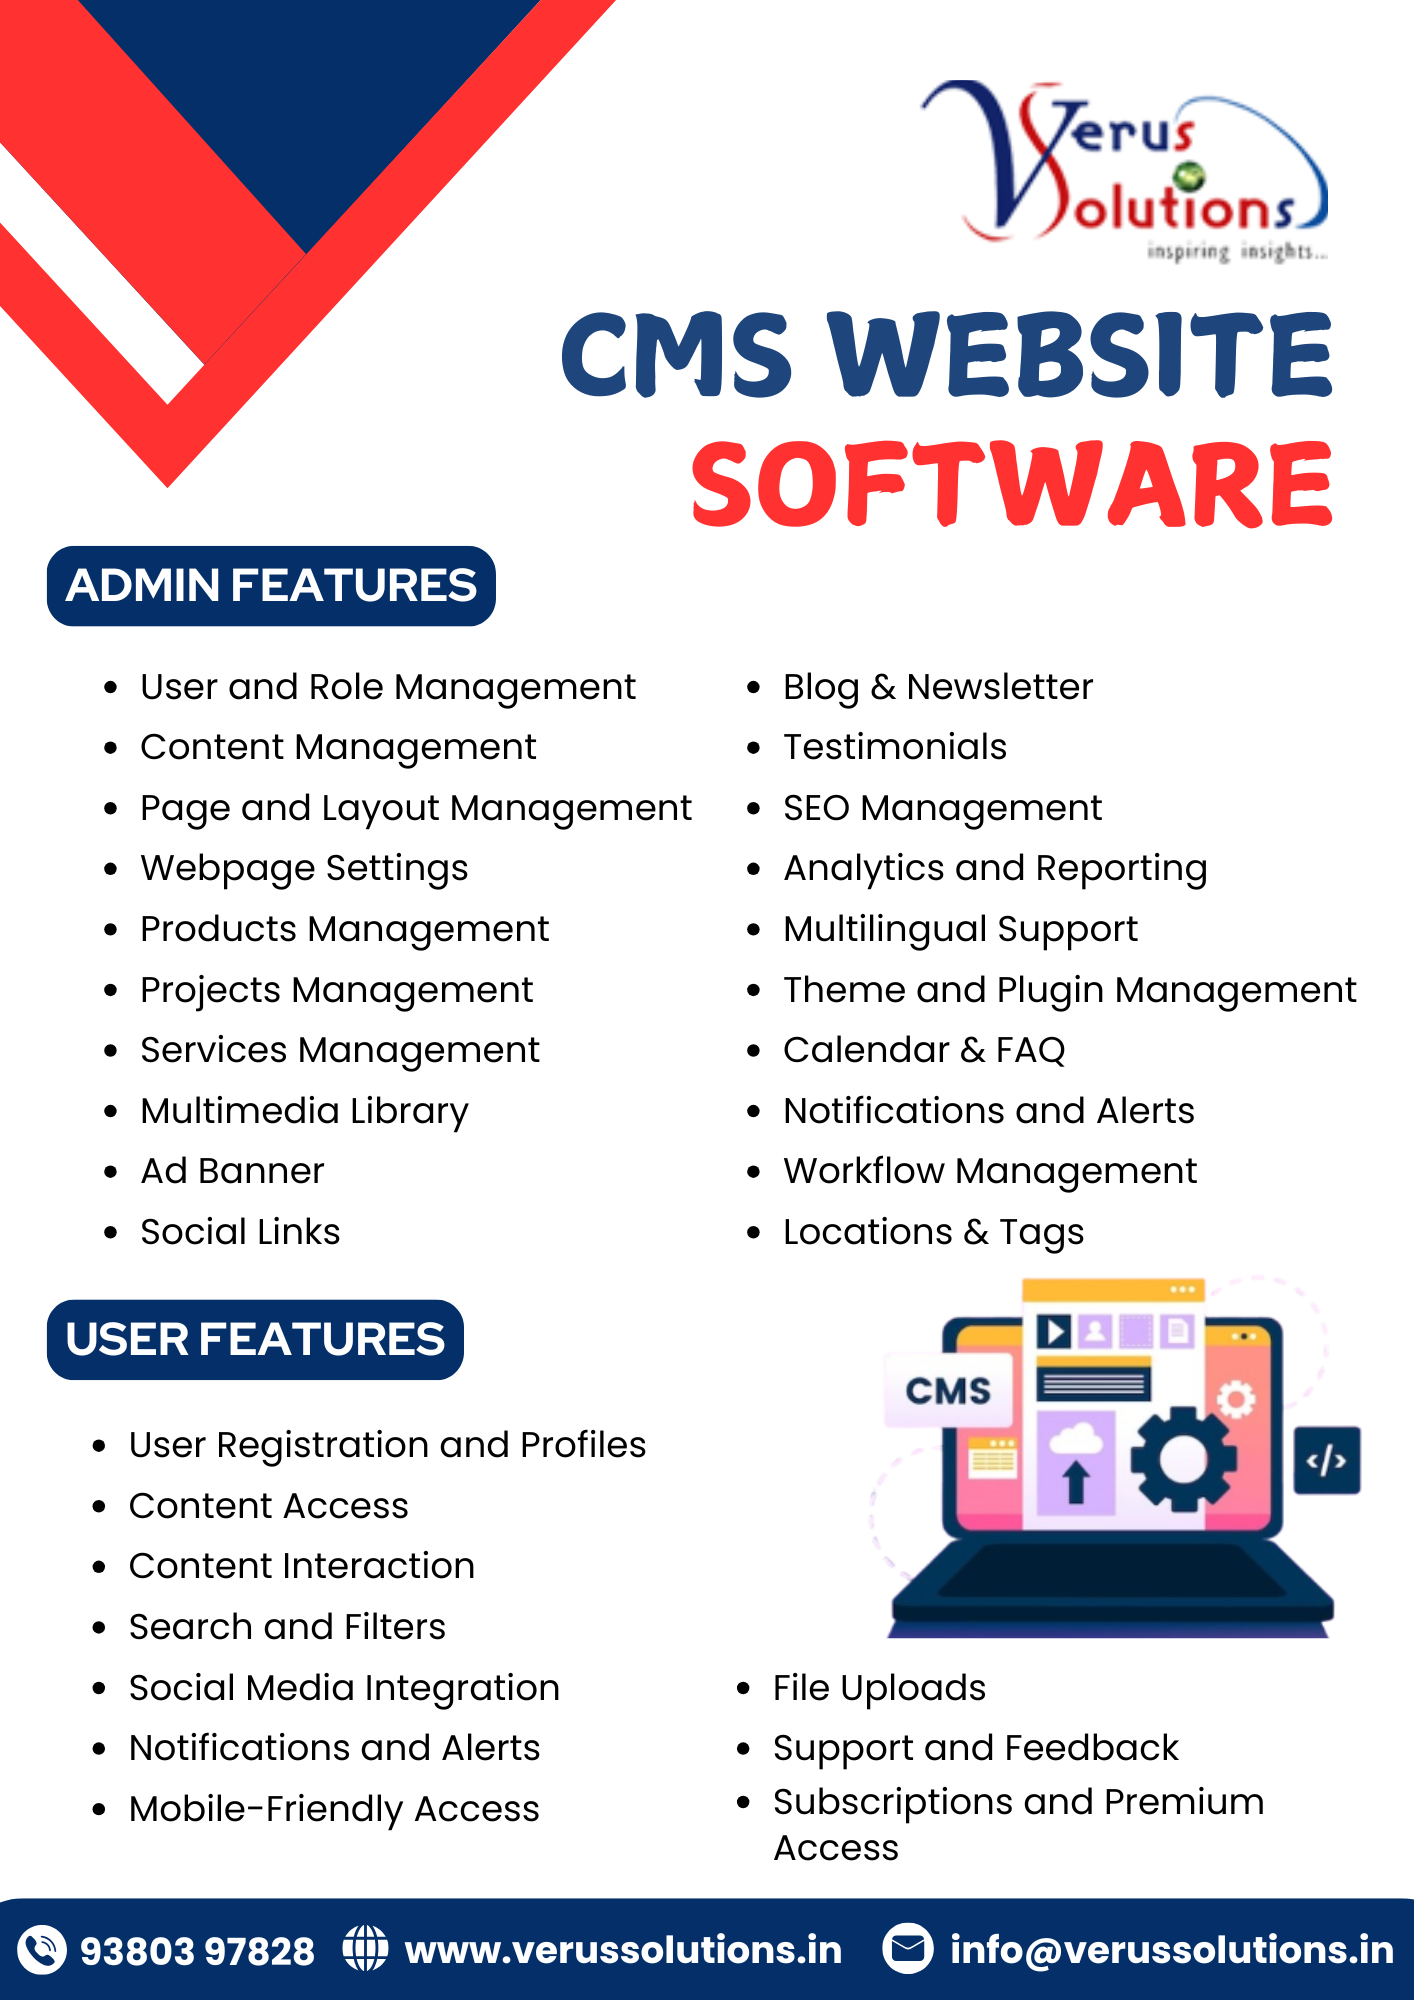 Verus
Solutions
inspiring insights...
CMS WEBSITE
SOFTWARE
ADMIN FEATURES
• User and Role Management
• Content Management
• Page and Layout Management
• Webpage Settings
• Products Management
• Projects Management
• Services Management
• Multimedia Library
• Ad Banner
• Social Links
• Blog & Newsletter
• Testimonials
• SEO Management
• Analytics and Reporting
• Multilingual Support
• Theme and Plugin Management
• Calendar & FAQ
• Notifications and Alerts
• Workflow Management
• Locations & Tags
USER FEATURES
• User Registration and Profiles
• Content Access
• Content Interaction
• Search and Filters
• Social Media Integration
• Notifications and Alerts
• Mobile-Friendly Access
CMS
</>
• File Uploads
• Support and Feedback
• Subscriptions and Premium
Access
93803 97828 www.verussolutions.in info@verussolutions.in